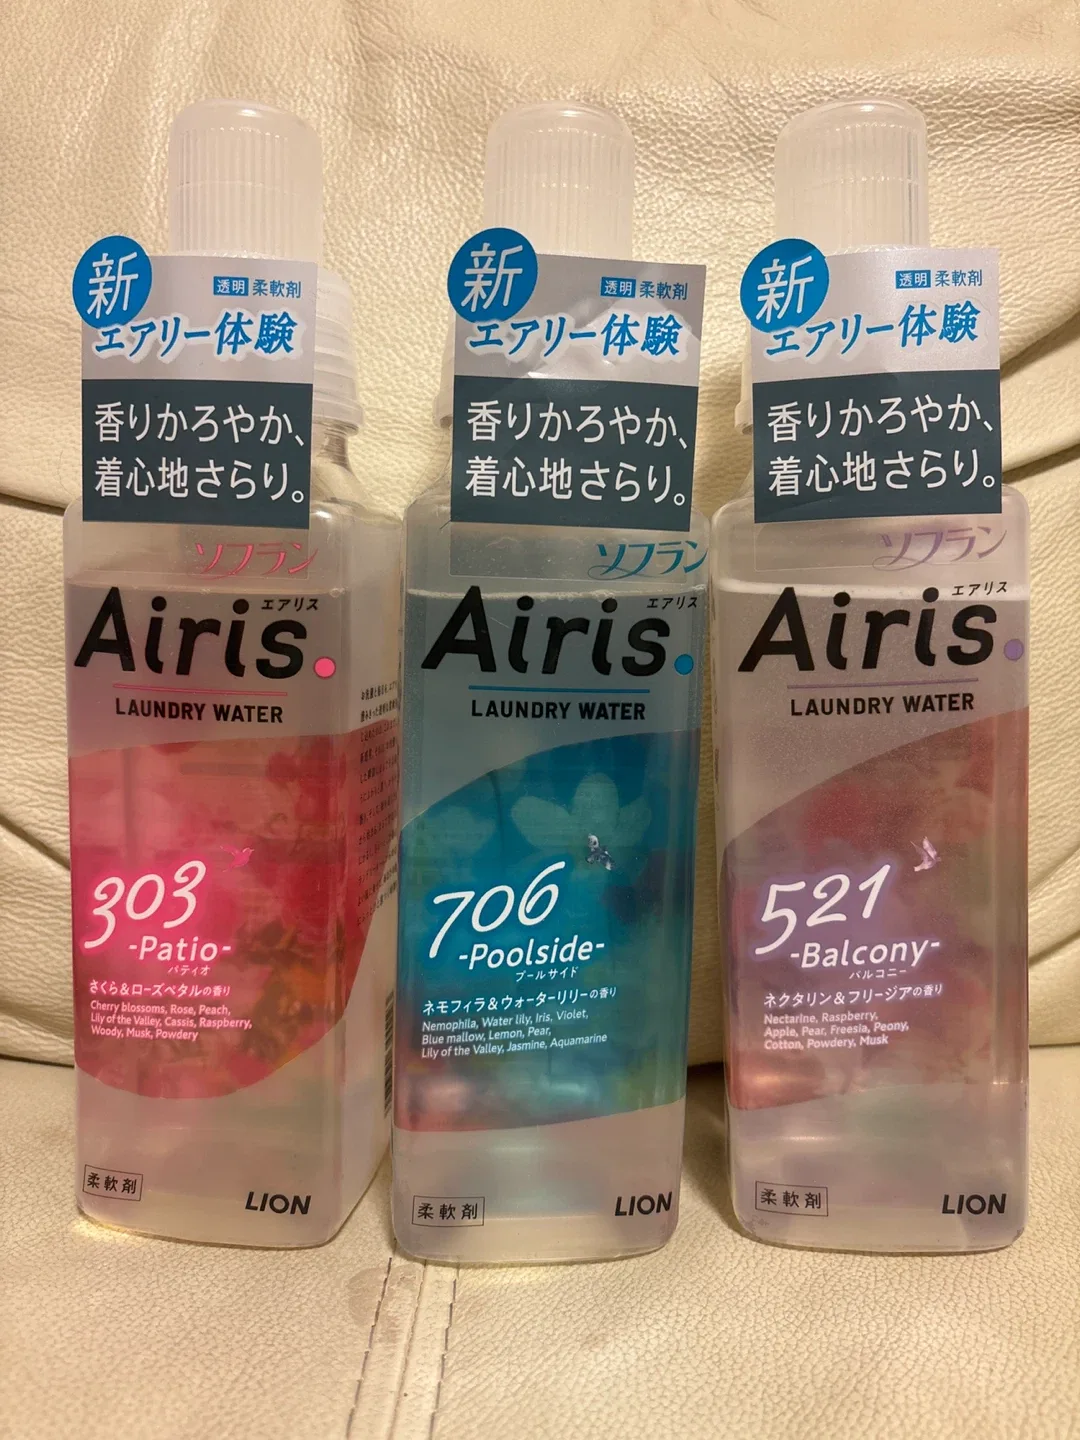 新
透明 柔軟剤
エアリー体験
香りかろやか、
着心地さらり。
ソフラン
エアリス
Airis.
LAUNDRY WATER
303
-Patio-
パティオ
さくら&ローズペタルの香り
Cherry blossoms, Rose, Peach,
Lily of the Valley, Cassis, Raspberry,
Woody, Musk, Powdery
柔軟剤
LION
新
透明 柔軟剤
エアリー体験
香りかろやか、
着心地さらり。
ソフラン
エアリス
Airis.
LAUNDRY WATER
706
-Poolside-
プールサイド
ネモフィラ&ウォーターリリーの香り
Nemophila, Water lily, Iris, Violet,
Blue mallow, Lemon, Pear,
Lily of the Valley, Jasmine, Aquamarine
柔軟剤
LION
新
透明 柔軟剤
エアリー体験
香りかろやか、
着心地さらり。
ソフラン
エアリス
Airis.
LAUNDRY WATER
521
-Balcony-
バルコニー
ネクタリン&フリージアの香り
Nectarine, Raspberry,
Apple, Pear, Freesia, Peony,
Cotton, Powdery, Musk
柔軟剤
LION